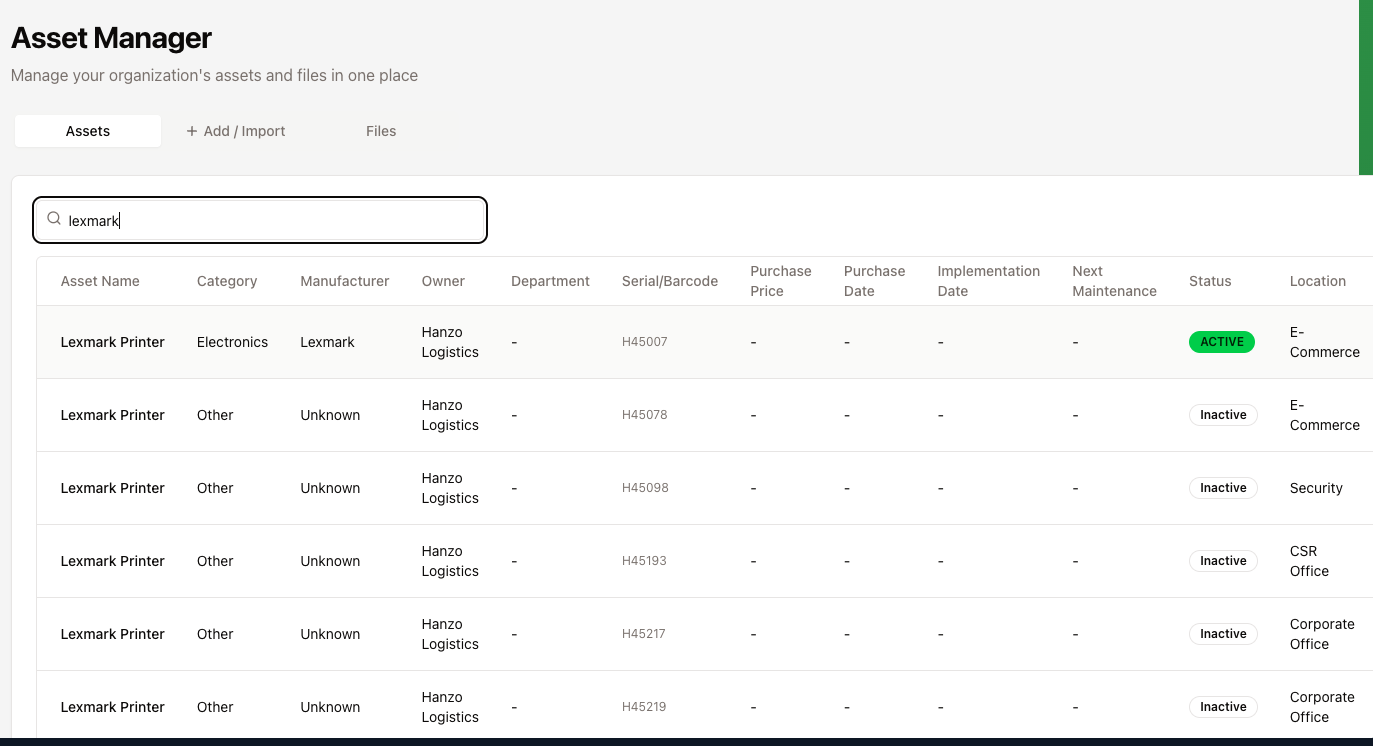 Asset Manager
Manage your organization's assets and files in one place
Assets + Add / Import Files
lexmark
Asset Name Category Manufacturer Owner Department Serial/Barcode Purchase Price Purchase Date Implementation Date Next Maintenance Status Location
Lexmark Printer Electronics Lexmark Hanzo Logistics - H45007 - - - - ACTIVE E-Commerce
Lexmark Printer Other Unknown Hanzo Logistics - H45078 - - - - Inactive E-Commerce
Lexmark Printer Other Unknown Hanzo Logistics - H45098 - - - - Inactive Security
Lexmark Printer Other Unknown Hanzo Logistics - H45193 - - - - Inactive CSR Office
Lexmark Printer Other Unknown Hanzo Logistics - H45217 - - - - Inactive Corporate Office
Lexmark Printer Other Unknown Hanzo Logistics - H45219 - - - - Inactive Corporate Office